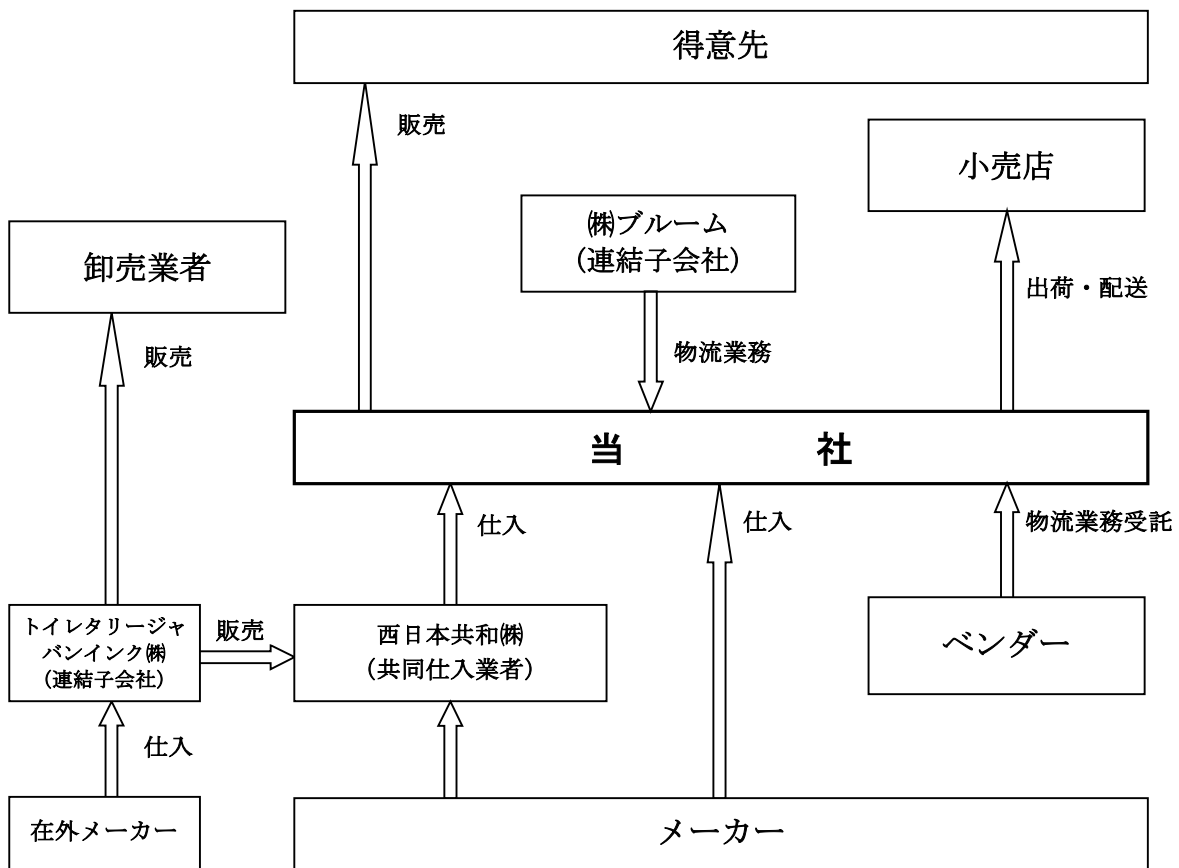 得意先
販売
小売店
㈱ブルーム
（連結子会社）
卸売業者
出荷・配送
販売
物流業務
当　　　社
仕入
仕入
物流業務受託
トイレタリージャ
パンインク㈱
（連結子会社）
販売
西日本共和㈱
（共同仕入業者）
ベンダー
仕入
在外メーカー
メーカー